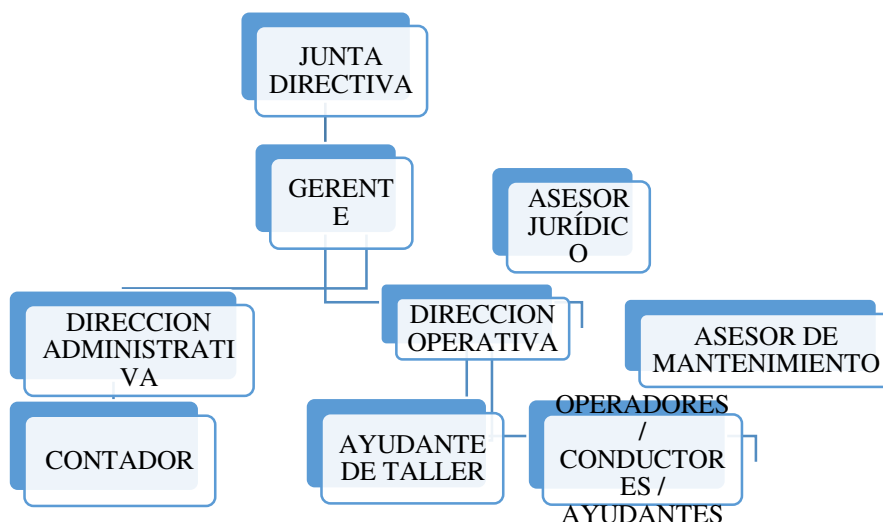 JUNTA
DIRECTIVA
GERENT
E
ASESOR
JURÍDIC
O
DIRECCION
ADMINISTRATI
VA
DIRECCION
OPERATIVA
ASESOR DE
MANTENIMIENTO
CONTADOR
AYUDANTE
DE TALLER
OPERADORES
/
CONDUCTOR
ES /
AYUDANTES